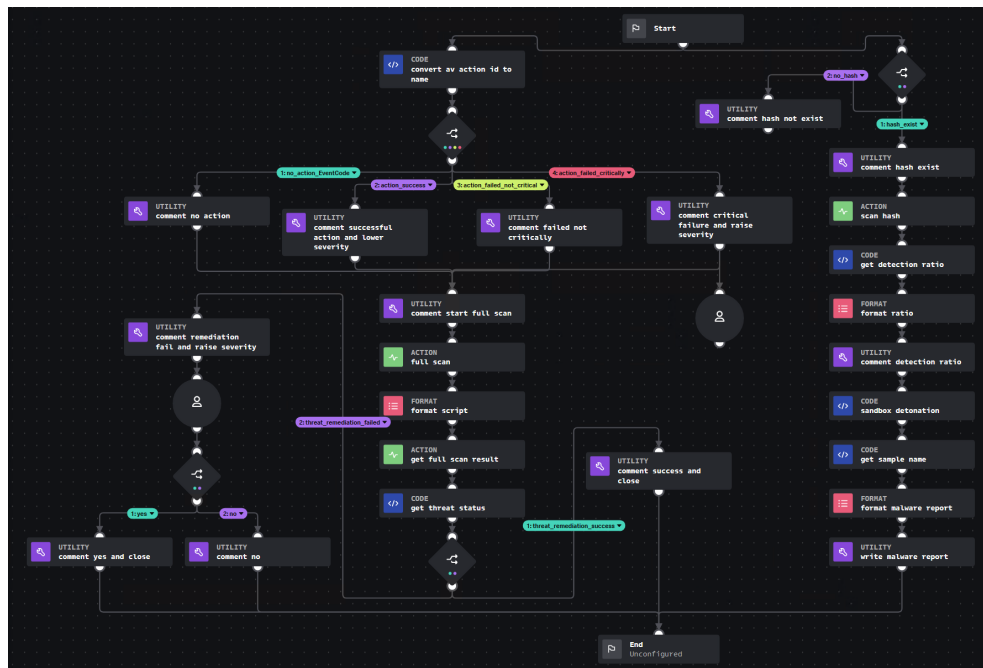 Start
CODE
convert av action id to
name
2: no_hash
UTILITY
comment hash not exist
1: hash_exist
UTILITY
comment hash exist
1: no_action_EventCode
2: action_success
3: action_failed_not_critical
4: action_failed_critically
UTILITY
comment no action
UTILITY
comment successful
action and lower
severity
UTILITY
comment failed not
critically
UTILITY
comment critical
failure and raise
severity
ACTION
scan hash
CODE
get detection ratio
UTILITY
comment remediation
fail and raise severity
UTILITY
comment start full scan
FORMAT
format ratio
ACTION
full scan
UTILITY
comment detection ratio
FORMAT
format script
CODE
sandbox detonation
2: threat_remediation_failed
ACTION
get full scan result
UTILITY
comment success and
close
CODE
get sample name
CODE
get threat status
FORMAT
format malware report
1: yes
2: no
1: threat_remediation_success
UTILITY
comment yes and close
UTILITY
comment no
UTILITY
write malware report
End
Unconfigured